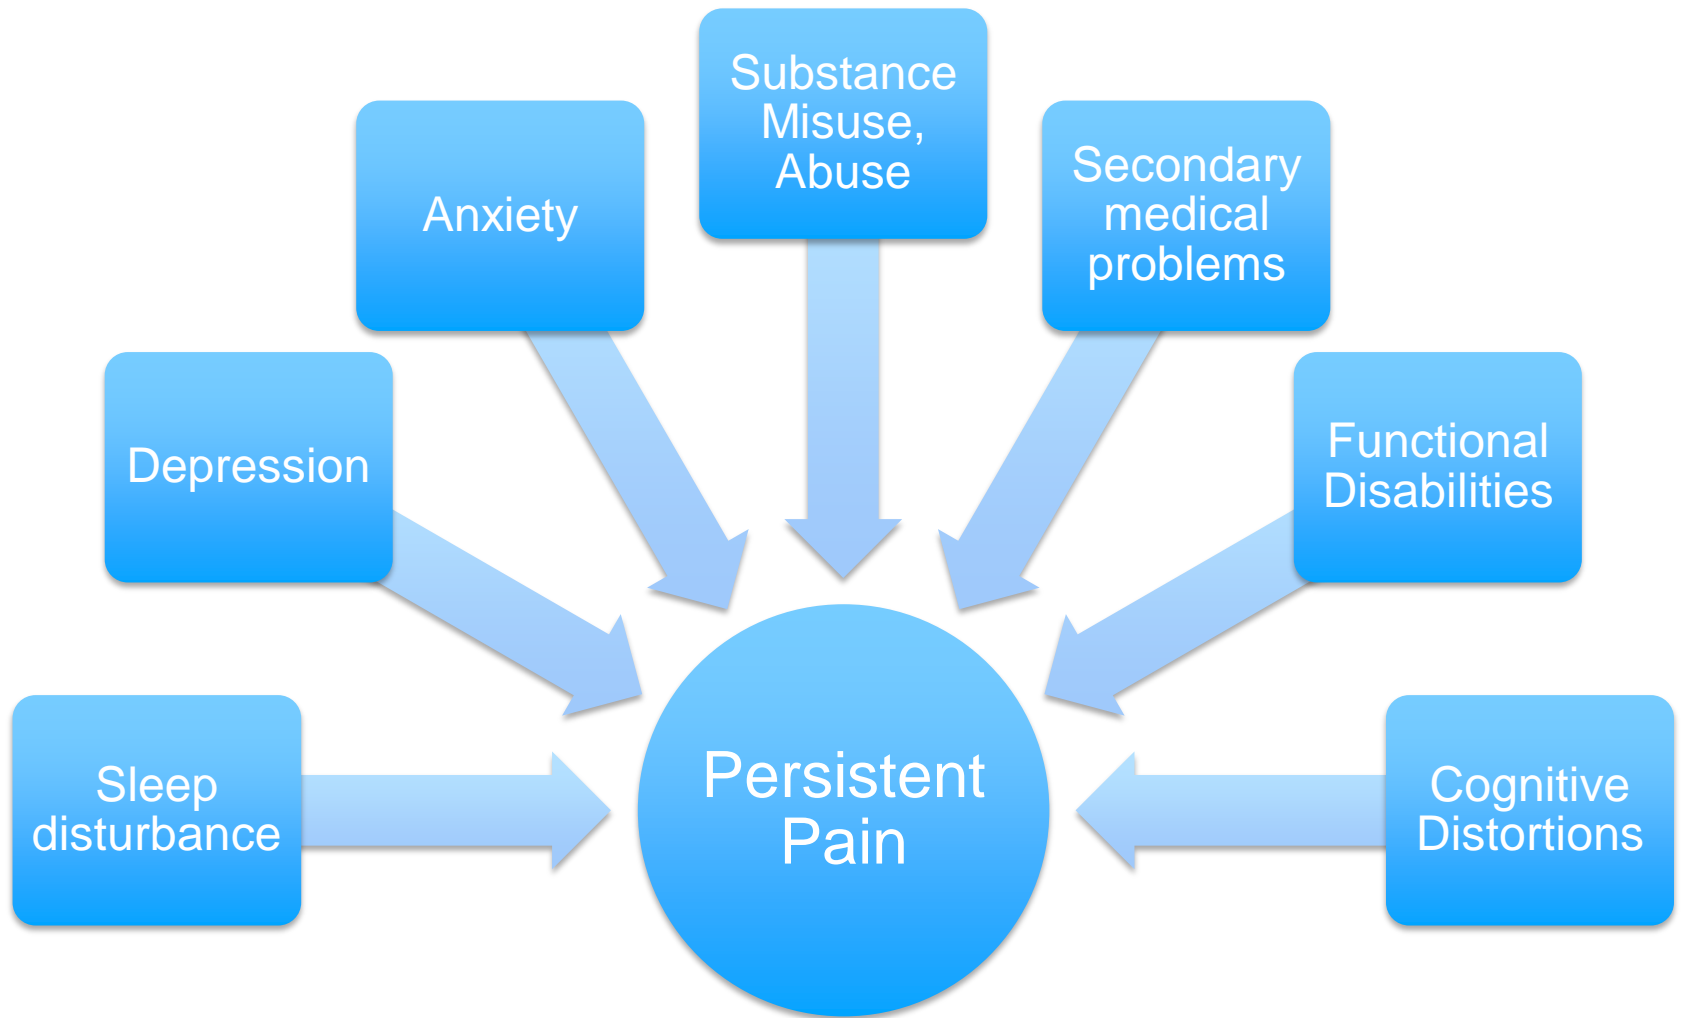 Substance
Misuse,
Abuse
Anxiety
Secondary
medical
problems
Depression
Functional
Disabilities
Sleep
disturbance
Persistent
Pain
Cognitive
Distortions